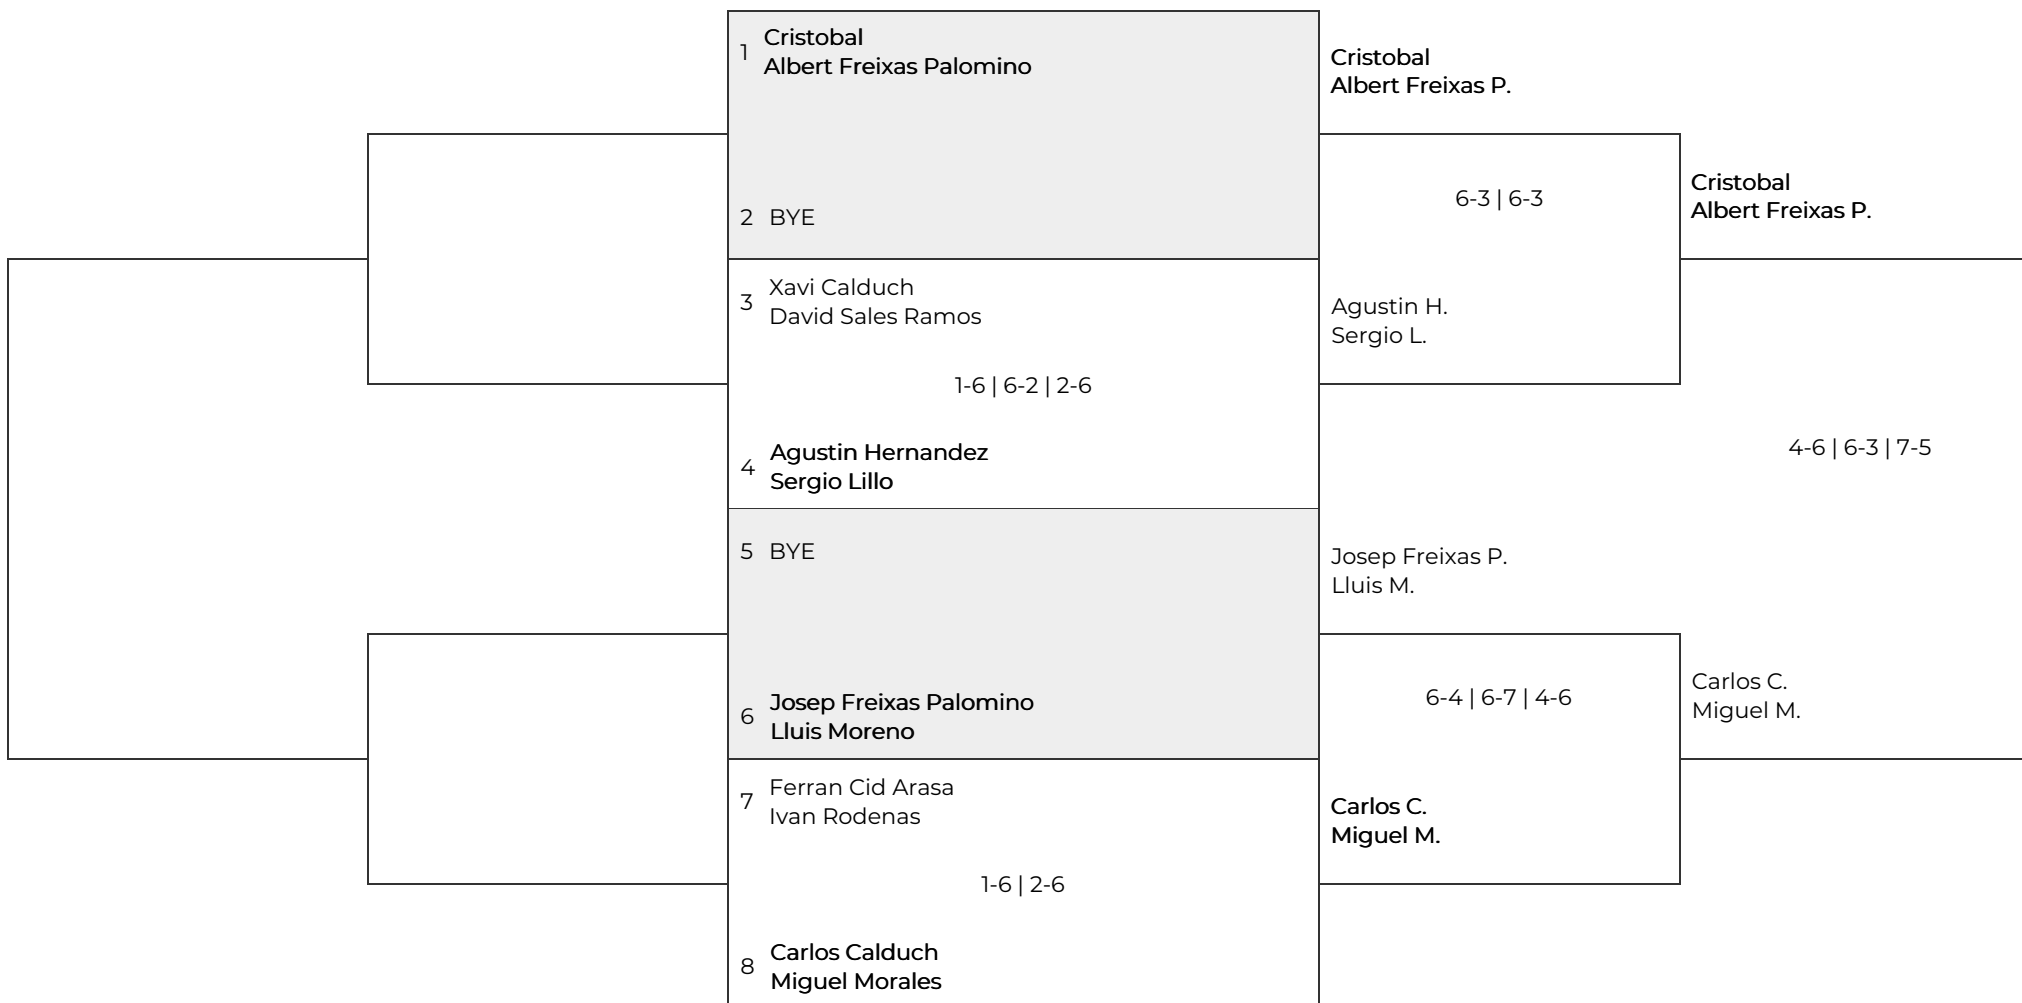 1
Cristobal
Albert Freixas Palomino
2 BYE
3
Xavi Calduch
David Sales Ramos
1-6 | 6-2 | 2-6
4
Agustin Hernandez
Sergio Lillo
5 BYE
6
Josep Freixas Palomino
Lluis Moreno
7
Ferran Cid Arasa
Ivan Rodenas
1-6 | 2-6
8
Carlos Calduch
Miguel Morales
Cristobal
Albert Freixas P.
6-3 | 6-3
Agustin H.
Sergio L.
Josep Freixas P.
Lluis M.
6-4 | 6-7 | 4-6
Carlos C.
Miguel M.
Cristobal
Albert Freixas P.
4-6 | 6-3 | 7-5
Carlos C.
Miguel M.